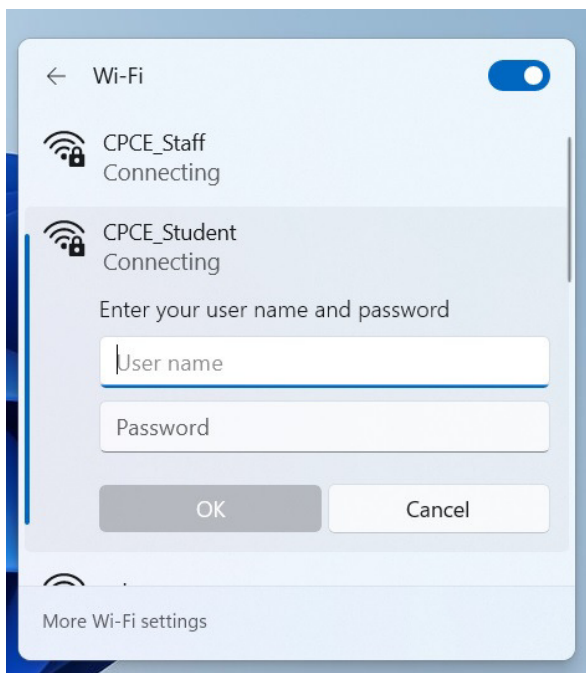 Wi-Fi
CPCE_Staff
Connecting
CPCE_Student
Connecting
Enter your user name and password
User name
Password
OK
Cancel
More Wi-Fi settings